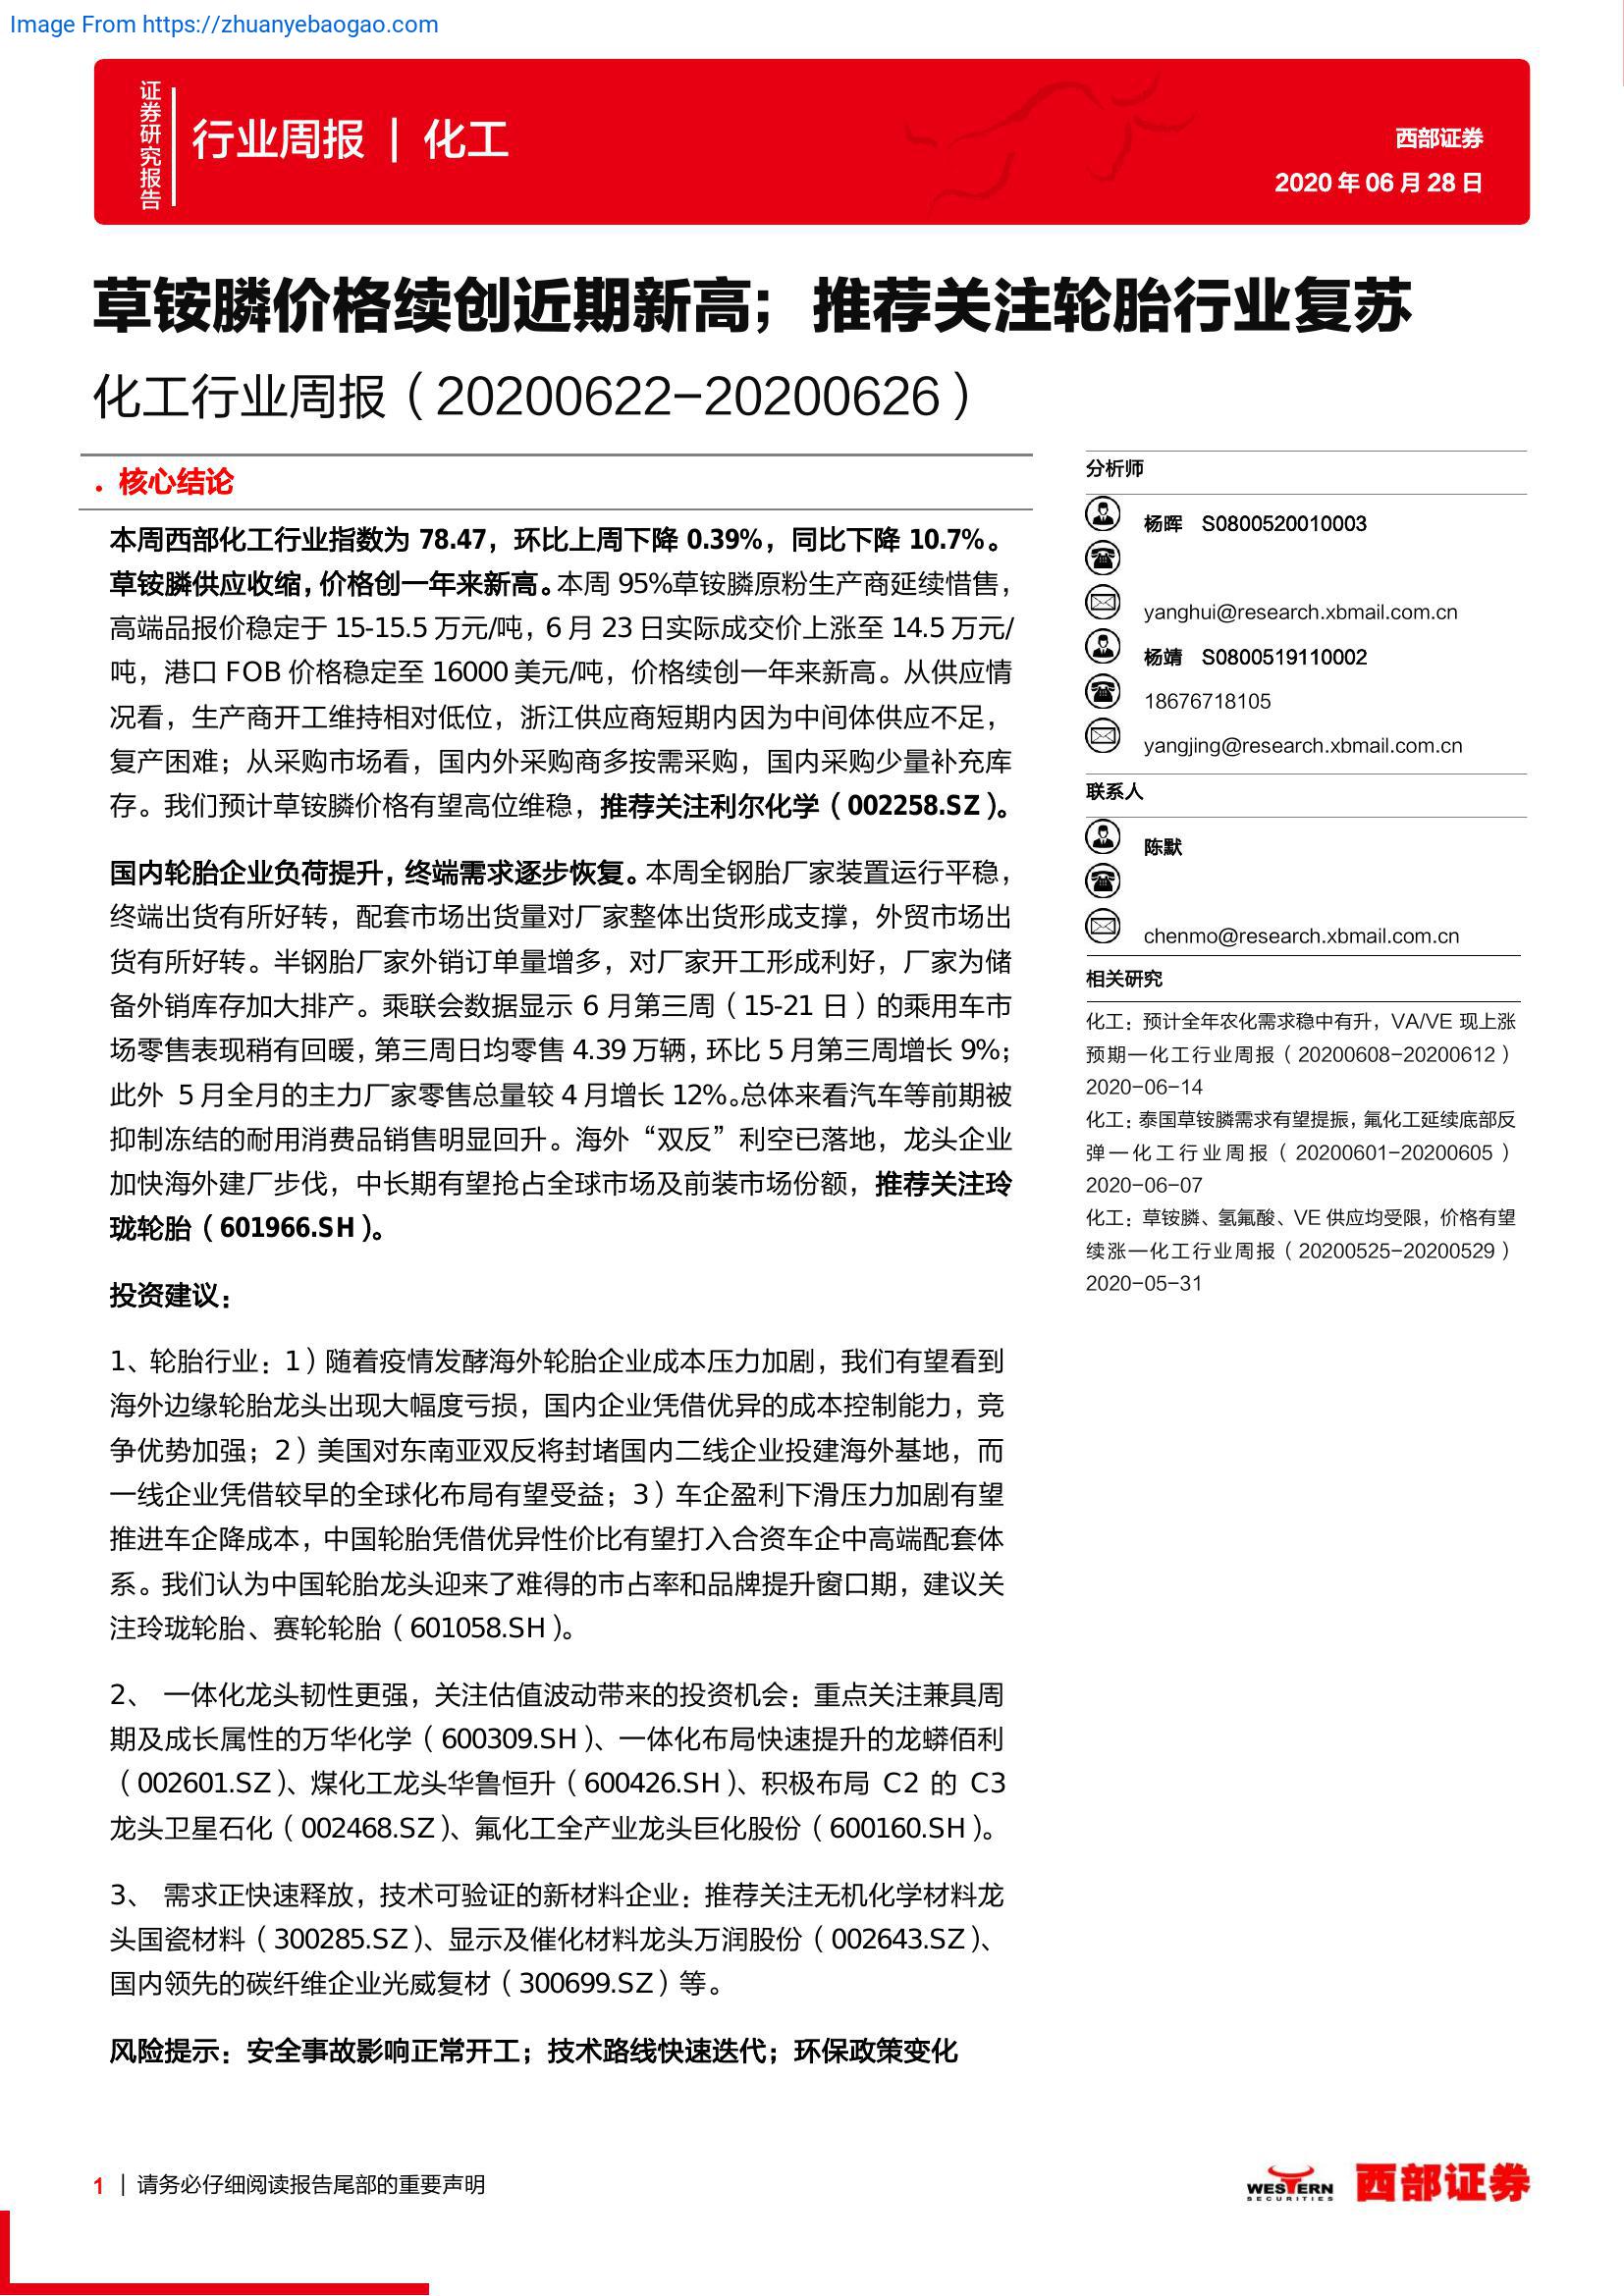 Image From https://zhuanyebaogao.com
证券研究报告
行业周报 | 化工
西部证券
2020 年 06 月 28 日
草铵膦价格续创近期新高；推荐关注轮胎行业复苏
化工行业周报（20200622-20200626）
• 核心结论
本周西部化工行业指数为 78.47，环比上周下降 0.39%，同比下降 10.7%。
草铵膦供应收缩，价格创一年来新高。本周 95%草铵膦原粉生产商延续惜售，
高端品报价稳定于 15-15.5 万元/吨，6 月 23 日实际成交价上涨至 14.5 万元/
吨，港口 FOB 价格稳定至 16000 美元/吨，价格续创一年来新高。从供应情
况看，生产商开工维持相对低位，浙江供应商短期内因为中间体供应不足，
复产困难；从采购市场看，国内外采购商多按需采购，国内采购少量补充库
存。我们预计草铵膦价格有望高位维稳，推荐关注利尔化学（002258.SZ）。
国内轮胎企业负荷提升，终端需求逐步恢复。本周全钢胎厂家装置运行平稳，
终端出货有所好转，配套市场出货量对厂家整体出货形成支撑，外贸市场出
货有所好转。半钢胎厂家外销订单量增多，对厂家开工形成利好，厂家为储
备外销库存加大排产。乘联会数据显示 6 月第三周（15-21 日）的乘用车市
场零售表现稍有回暖，第三周日均零售 4.39 万辆，环比 5 月第三周增长 9%；
此外 5 月全月的主力厂家零售总量较 4 月增长 12%。总体来看汽车等前期被
抑制冻结的耐用消费品销售明显回升。海外“双反”利空已落地，龙头企业
加快海外建厂步伐，中长期有望抢占全球市场及前装市场份额，推荐关注玲
珑轮胎（601966.SH）。
投资建议：
1、轮胎行业：1）随着疫情发酵海外轮胎企业成本压力加剧，我们有望看到
海外边缘轮胎龙头出现大幅度亏损，国内企业凭借优异的成本控制能力，竞
争优势加强；2）美国对东南亚双反将封堵国内二线企业投建海外基地，而
一线企业凭借较早的全球化布局有望受益；3）车企盈利下滑压力加剧有望
推进车企降成本，中国轮胎凭借优异性价比有望打入合资车企中高端配套体
系。我们认为中国轮胎龙头迎来了难得的市占率和品牌提升窗口期，建议关
注玲珑轮胎、赛轮轮胎（601058.SH）。
2、 一体化龙头韧性更强，关注估值波动带来的投资机会：重点关注兼具周
期及成长属性的万华化学（600309.SH）、一体化布局快速提升的龙蟒佰利
（002601.SZ）、煤化工龙头华鲁恒升（600426.SH）、积极布局 C2 的 C3
龙头卫星石化（002468.SZ）、氟化工全产业龙头巨化股份（600160.SH）。
3、 需求正快速释放，技术可验证的新材料企业：推荐关注无机化学材料龙
头国瓷材料（300285.SZ）、显示及催化材料龙头万润股份（002643.SZ）、
国内领先的碳纤维企业光威复材（300699.SZ）等。
风险提示：安全事故影响正常开工；技术路线快速迭代；环保政策变化
分析师
杨晖 S0800520010003
yanghui@research.xbmail.com.cn
杨靖 S0800519110002
18676718105
yangjing@research.xbmail.com.cn
联系人
陈默
chenmo@research.xbmail.com.cn
相关研究
化工：预计全年农化需求稳中有升，VA/VE 现上涨
预期—化工行业周报（20200608-20200612）
2020-06-14
化工：泰国草铵膦需求有望提振，氟化工延续底部反
弹—化工行业周报（20200601-20200605）
2020-06-07
化工：草铵膦、氢氟酸、VE 供应均受限，价格有望
续涨—化工行业周报（20200525-20200529）
2020-05-31
1 | 请务必仔细阅读报告尾部的重要声明
WESTERN
SECURITIES
西部证券